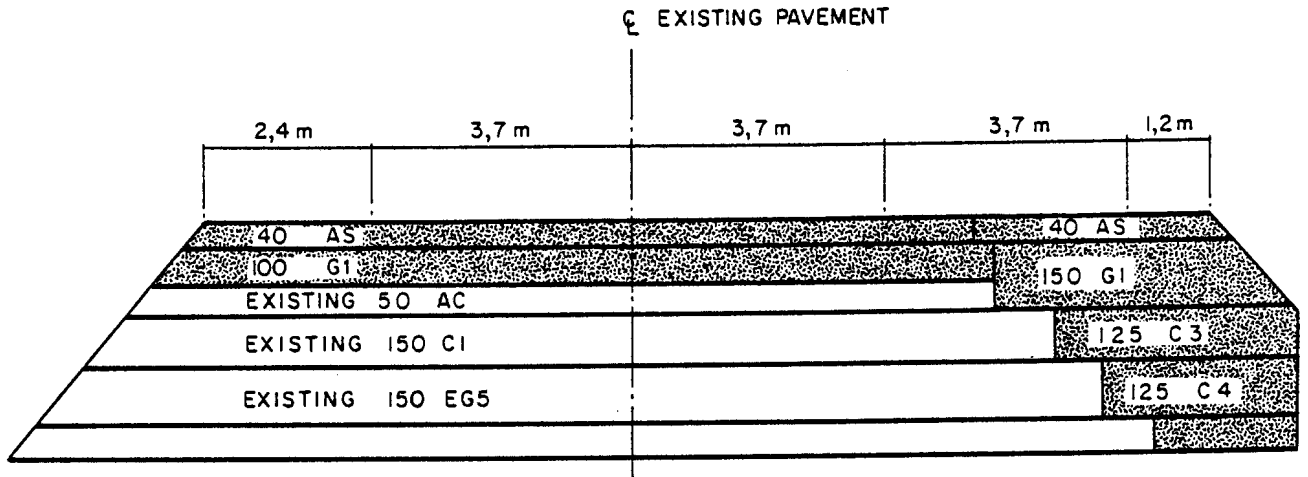 ℄ EXISTING PAVEMENT
2,4 m 3,7 m 3,7 m 3,7 m 1,2 m
40 AS 40 AS
100 G1 150 G1
EXISTING 50 AC
EXISTING 150 C1 125 C3
EXISTING 150 EG5 125 C4